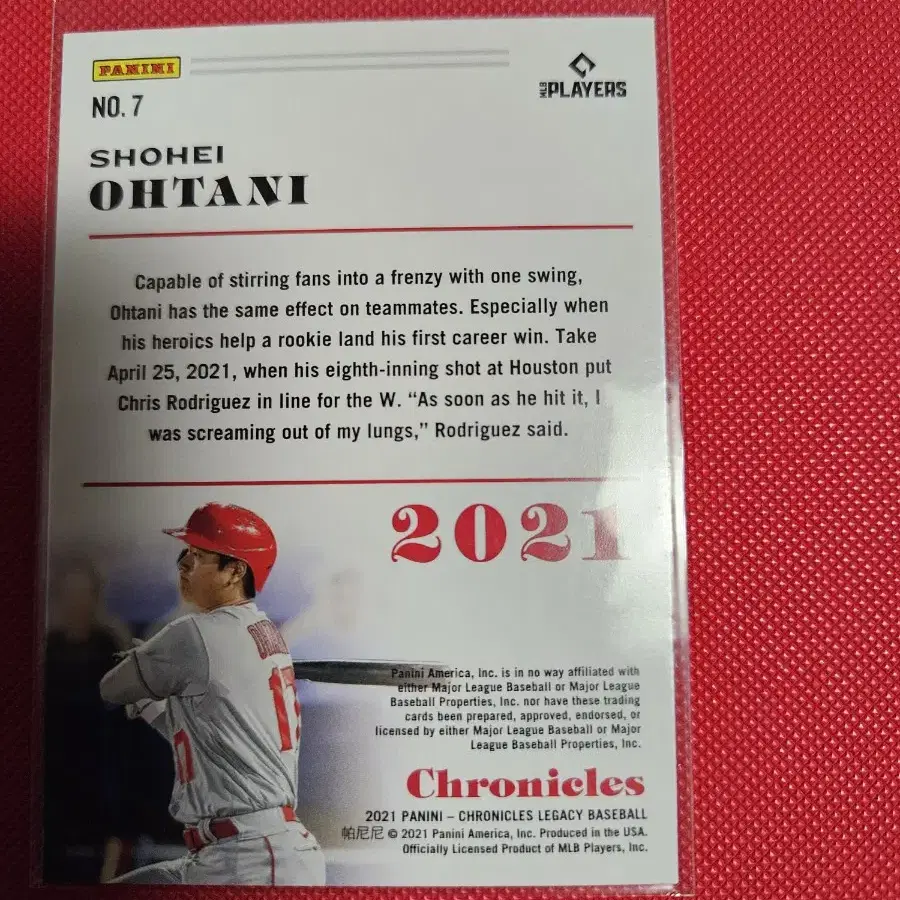 PANINI
NO. 7
MLB PLAYERS
SHOHEI
OHTANI
Capable of stirring fans into a frenzy with one swing,
Ohtani has the same effect on teammates. Especially when
his heroics help a rookie land his first career win. Take
April 25, 2021, when his eighth-inning shot at Houston put
Chris Rodriguez in line for the W. “As soon as he hit it, I
was screaming out of my lungs,” Rodriguez said.
2021
17
Panini America, Inc. is in no way affiliated with
either Major League Baseball or Major League
Baseball Properties, Inc. nor have these trading
cards been prepared, approved, endorsed, or
licensed by either Major League Baseball or Major
League Baseball Properties, Inc.
Chronicles
2021 PANINI – CHRONICLES LEGACY BASEBALL
帕尼尼 © 2021 Panini America, Inc. Produced in the USA.
Officially Licensed Product of MLB Players, Inc.